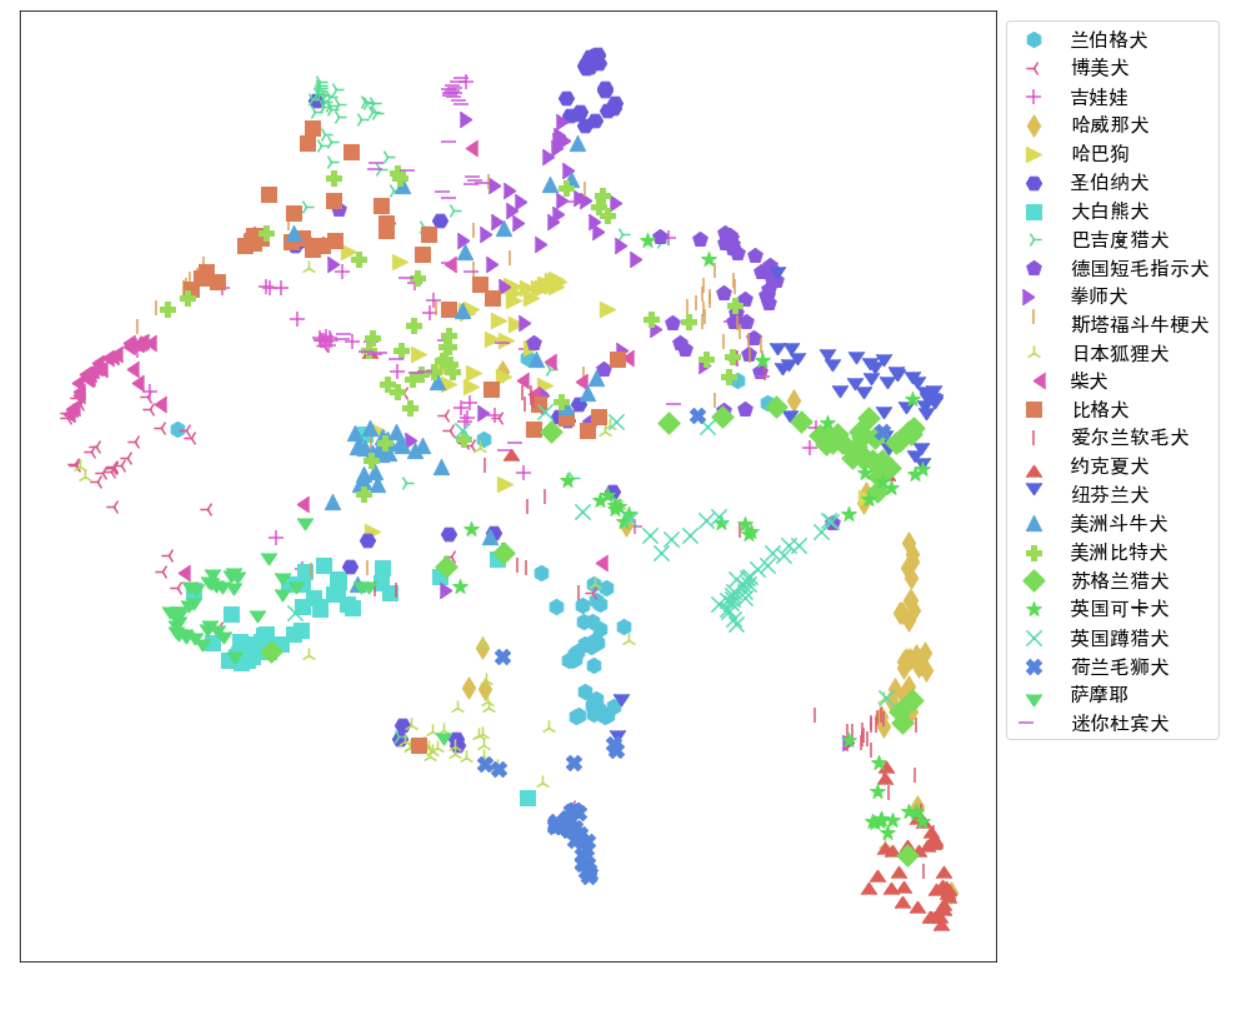 兰伯格犬
博美犬
吉娃娃
哈威那犬
哈巴狗
圣伯纳犬
大白熊犬
巴吉度猎犬
德国短毛指示犬
拳师犬
斯塔福斗牛梗犬
日本狐狸犬
柴犬
比格犬
爱尔兰软毛犬
约克夏犬
纽芬兰犬
美洲斗牛犬
美洲比特犬
苏格兰猎犬
英国可卡犬
英国蹲猎犬
荷兰毛狮犬
萨摩耶
迷你杜宾犬